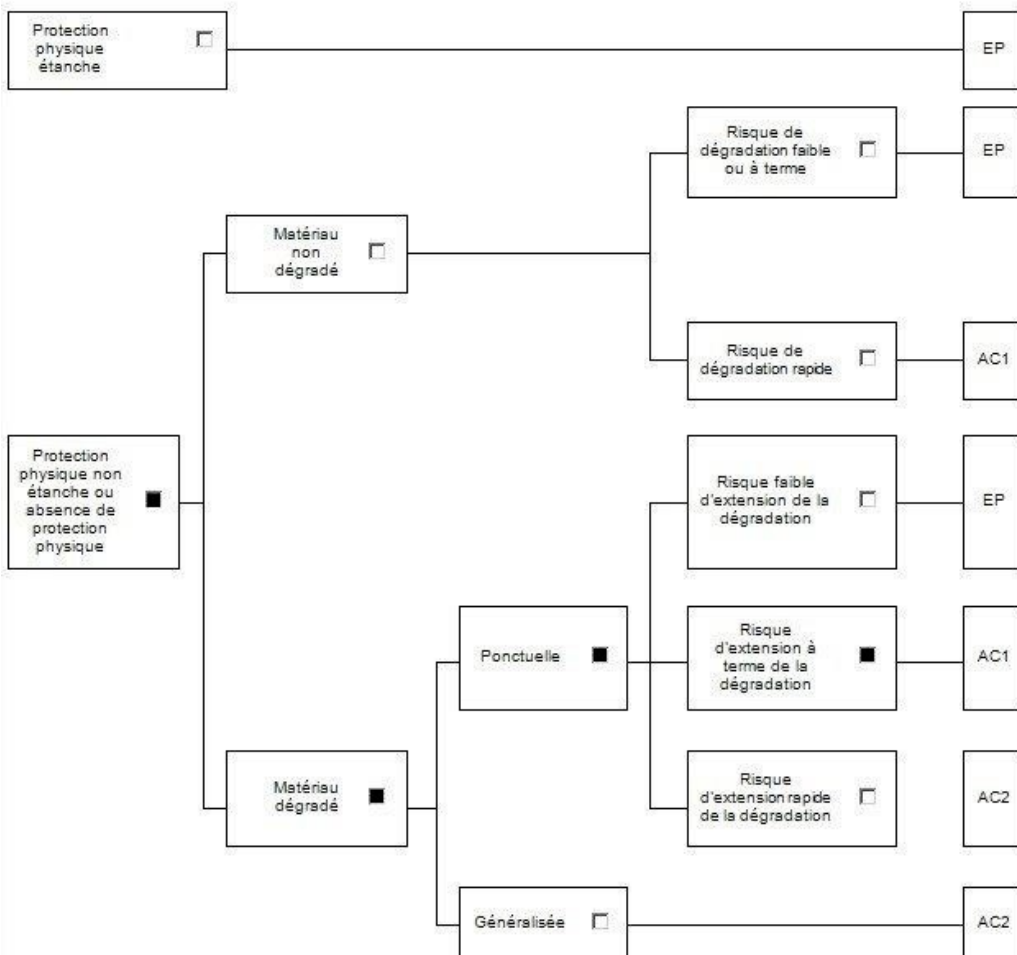 Protection
physique
étanche
EP
Risque de
dégradation faible
ou à terme
EP
Matériau
non
dégradé
Risque de
dégradation rapide
AC1
Protection
physique non
étanche ou
absence de
protection
physique
Risque faible
d'extension de la
dégradation
EP
Ponctuelle
Risque
d'extension à
terme de la
dégradation
AC1
Matériau
dégradé
Risque
d'extension rapide
de la dégradation
AC2
Généralisée
AC2